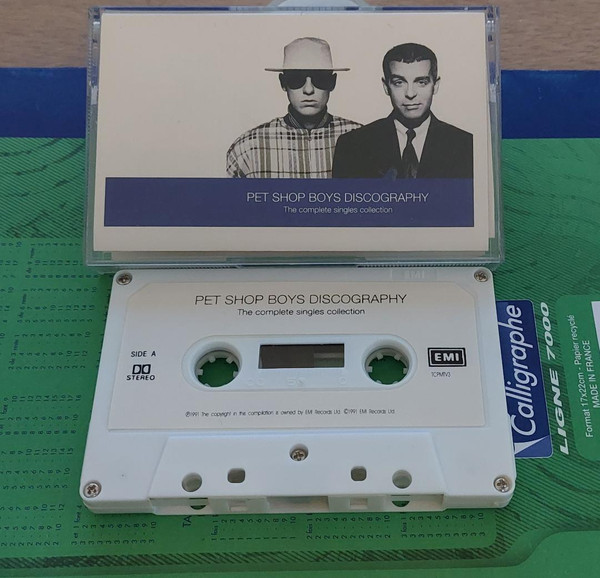 PET SHOP BOYS DISCOGRAPHY
The complete singles collection
PET SHOP BOYS DISCOGRAPHY
The complete singles collection
SIDE A
STEREO
EMI
TCPMTV2
℗1991 The copyright in this compilation is owned by EMI Records Ltd. ©1991 EMI Records Ltd.
Calligraphe
LIGNE 7000
Format 17x22cm - Papier recyclé
MADE IN FRANCE